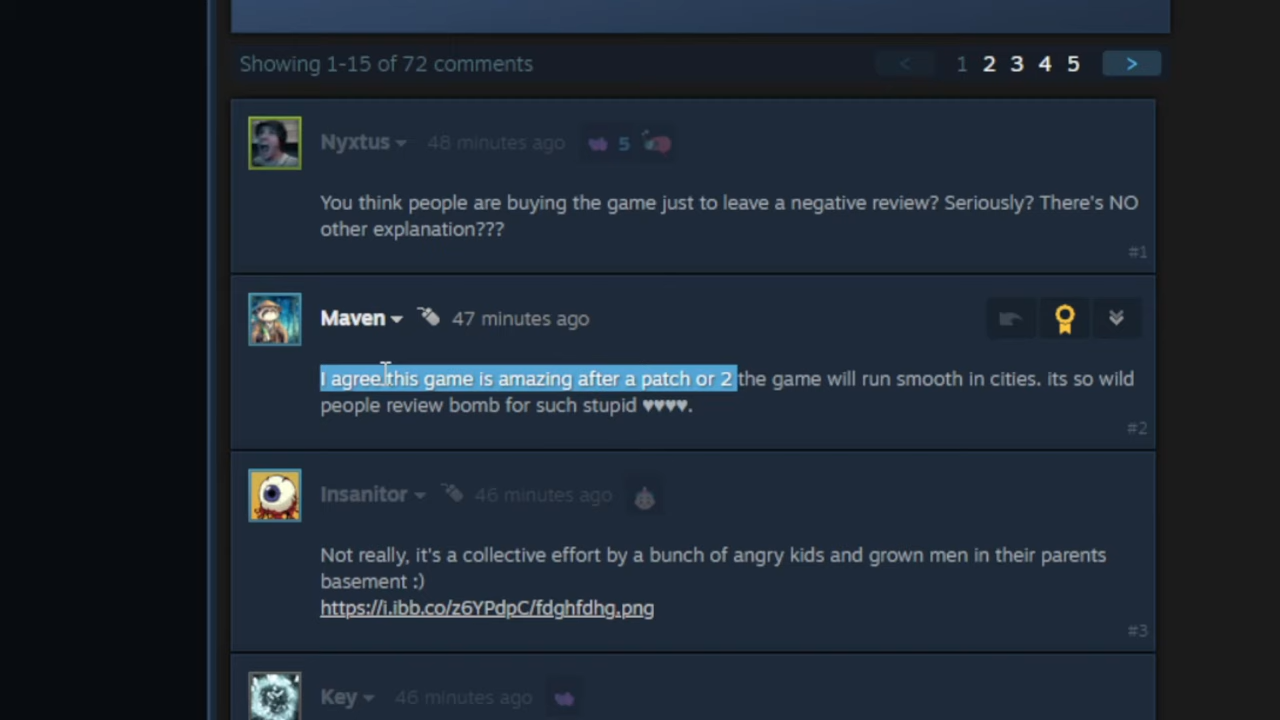 Showing 1-15 of 72 comments
< 1 2 3 4 5 >
Nyxtus 48 minutes ago 5
You think people are buying the game just to leave a negative review? Seriously? There's NO
other explanation???
#1
Maven 47 minutes ago
I agree this game is amazing after a patch or 2 the game will run smooth in cities. its so wild
people review bomb for such stupid ♥♥♥♥.
#2
Insanitor 46 minutes ago
Not really, it's a collective effort by a bunch of angry kids and grown men in their parents
basement :)
https://i.ibb.co/z6YPdpC/fdghfdhg.png
#3
Key 46 minutes ago